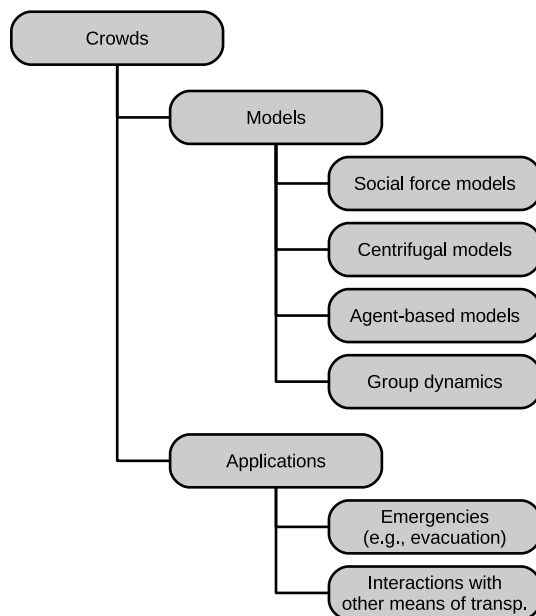 Crowds
Models
Social force models
Centrifugal models
Agent-based models
Group dynamics
Applications
Emergencies
(e.g., evacuation)
Interactions with
other means of transp.